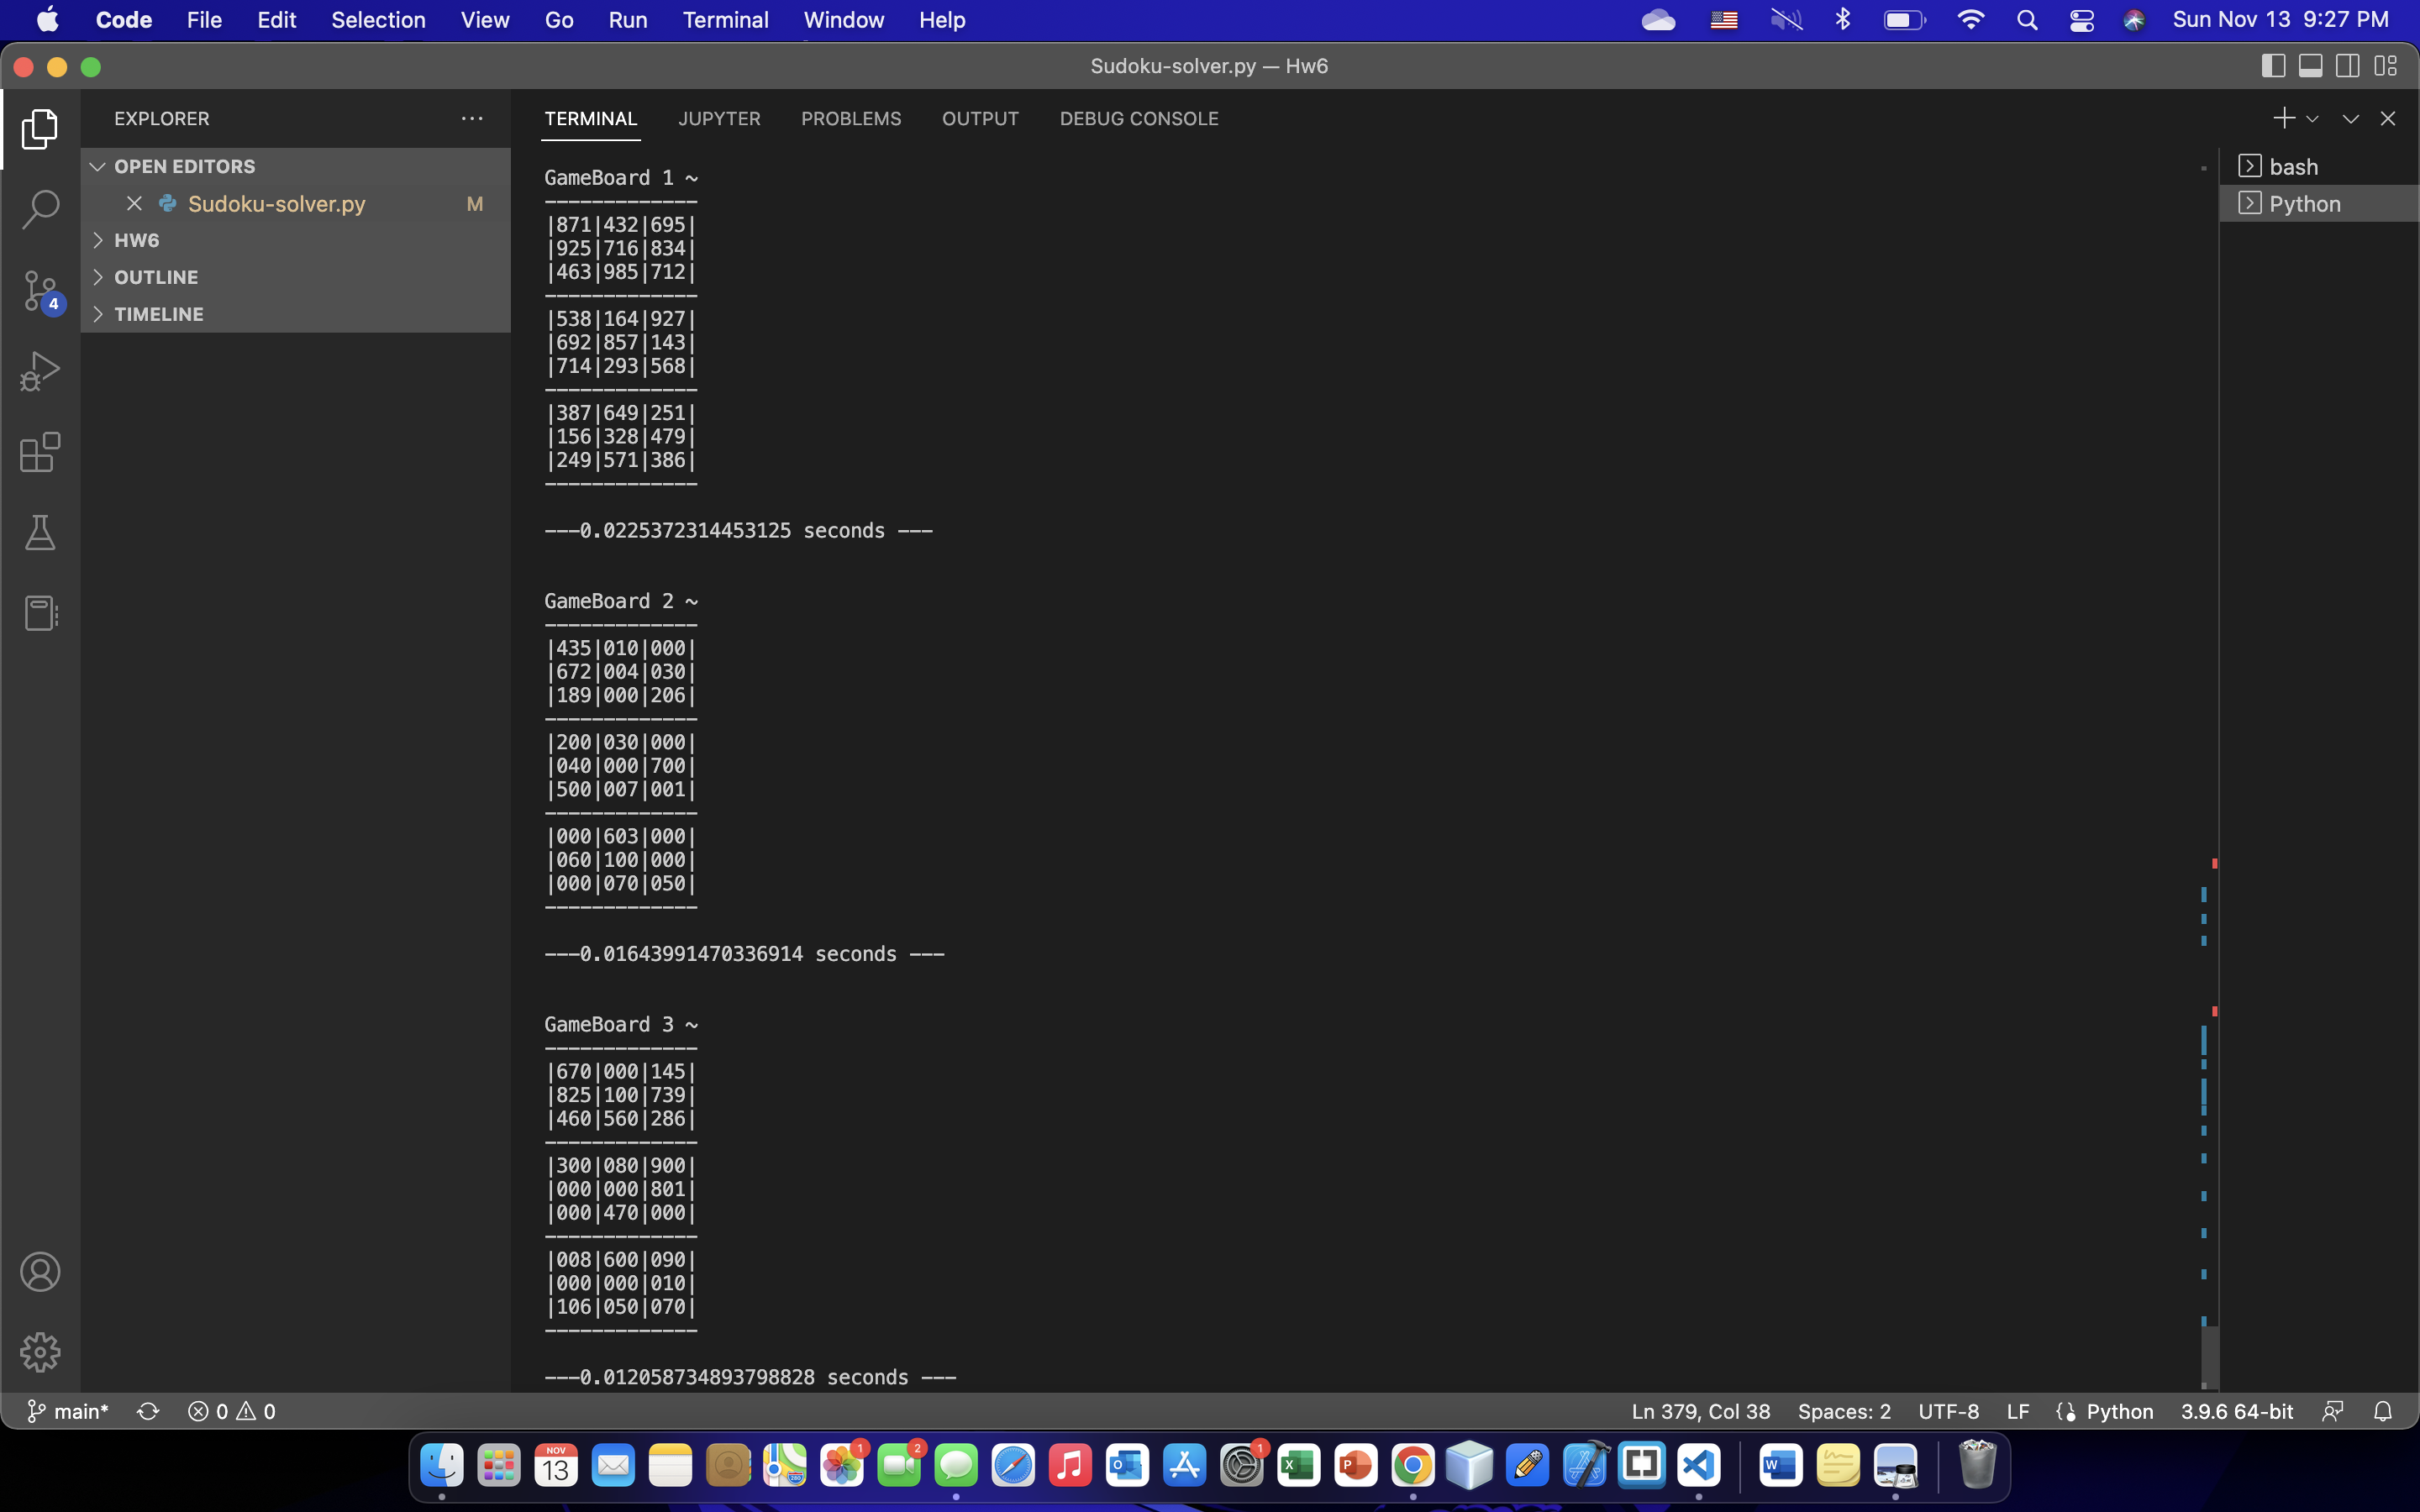 Code File Edit Selection View Go Run Terminal Window Help Sun Nov 13 9:27 PM
Sudoku-solver.py — Hw6
EXPLORER
TERMINAL JUPYTER PROBLEMS OUTPUT DEBUG CONSOLE
OPEN EDITORS
Sudoku-solver.py M
HW6
OUTLINE
TIMELINE
4
bash
Python
GameBoard 1 ~
-------------
|871|432|695|
|925|716|834|
|463|985|712|
-------------
|538|164|927|
|692|857|143|
|714|293|568|
-------------
|387|649|251|
|156|328|479|
|249|571|386|
-------------
---0.0225372314453125 seconds ---
GameBoard 2 ~
-------------
|435|010|000|
|672|004|030|
|189|000|206|
-------------
|200|030|000|
|040|000|700|
|500|007|001|
-------------
|000|603|000|
|060|100|000|
|000|070|050|
-------------
---0.01643991470336914 seconds ---
GameBoard 3 ~
-------------
|670|000|145|
|825|100|739|
|460|560|286|
-------------
|300|080|900|
|000|000|801|
|000|470|000|
-------------
|008|600|090|
|000|000|010|
|106|050|070|
-------------
---0.012058734893798828 seconds ---
main* 0 0 Ln 379, Col 38 Spaces: 2 UTF-8 LF Python 3.9.6 64-bit
NOV
13
1
2
1
280
O
X
P
W